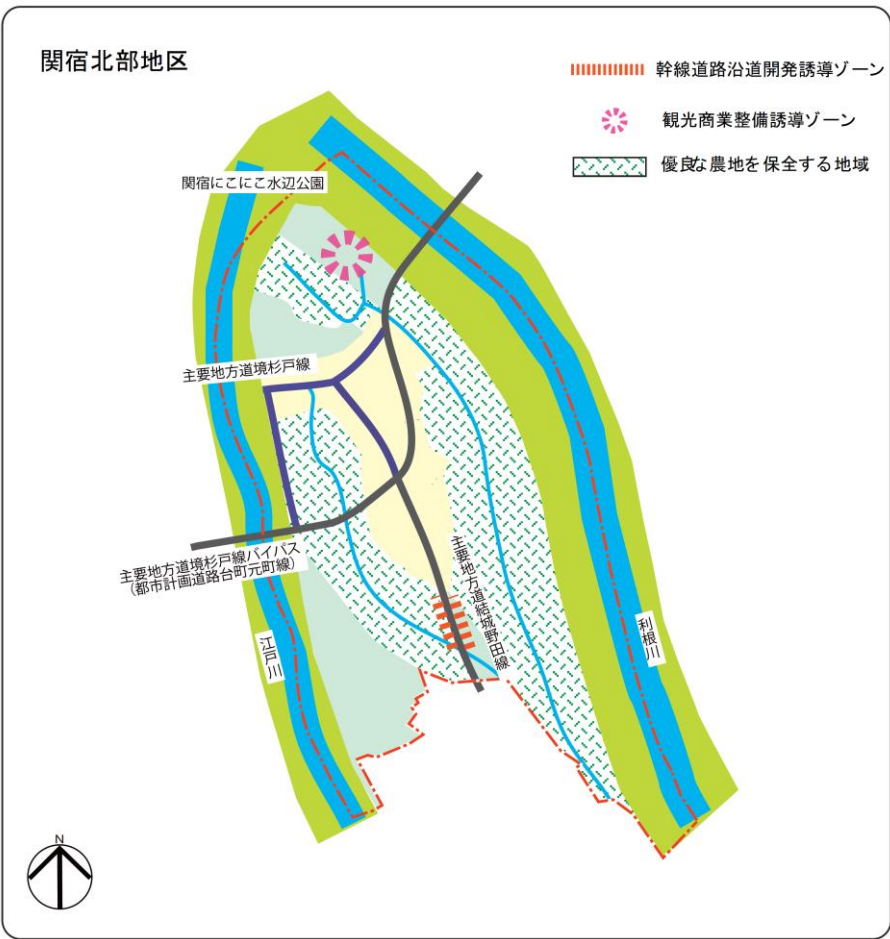 関宿北部地区
幹線道路沿道開発誘導ゾーン
観光商業整備誘導ゾーン
優良な農地を保全する地域
関宿にこにこ水辺公園
主要地方道境杉戸線
主要地方道境杉戸線バイパス
（都市計画道路台町元町線）
主要地方道結城野田線
江戸川
利根川
N